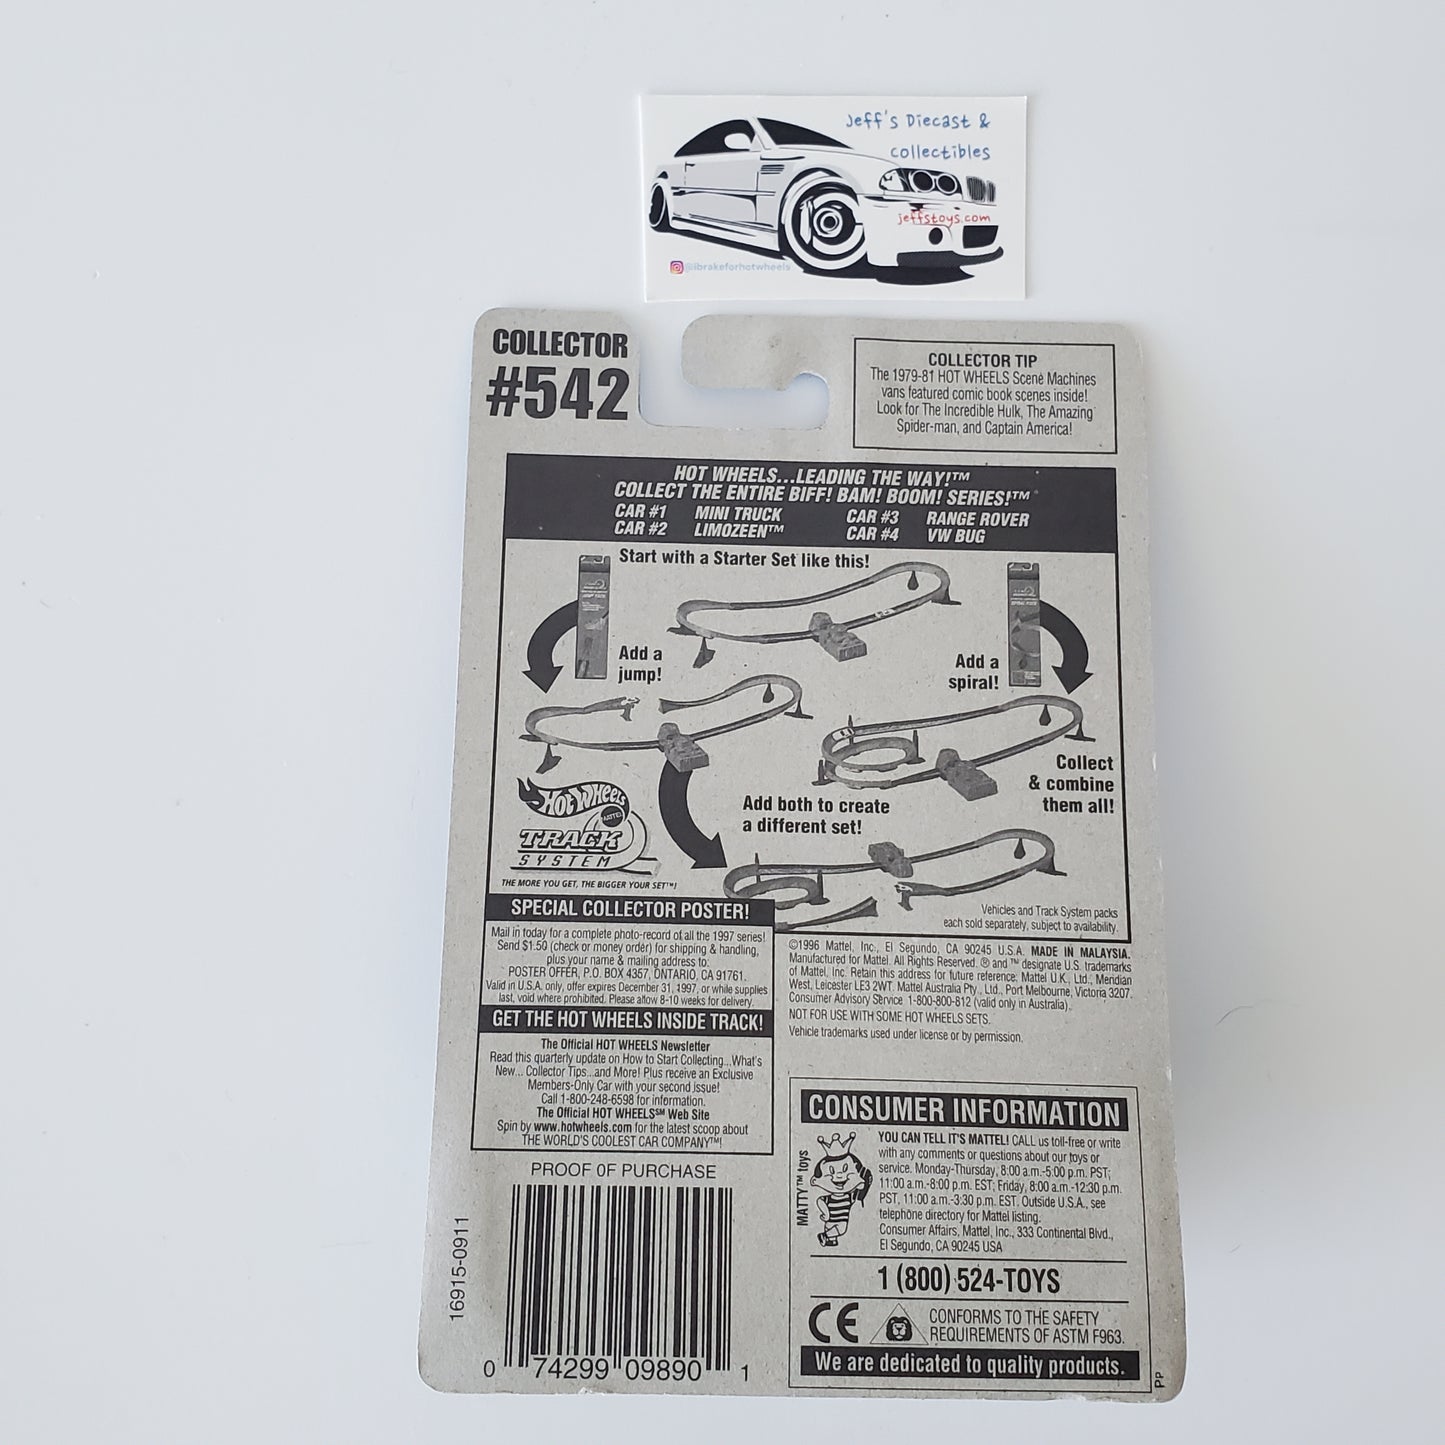 Jeff's Diecast &
collectibles
jeffstoys.com
@ibrakeforhotwheels
COLLECTOR
#542
COLLECTOR TIP
The 1979-81 HOT WHEELS Scene Machines
vans featured comic book scenes inside!
Look for The Incredible Hulk, The Amazing
Spider-man, and Captain America!
HOT WHEELS...LEADING THE WAY!™
COLLECT THE ENTIRE BIFF! BAM! BOOM! SERIES!™
CAR #1 MINI TRUCK CAR #3 RANGE ROVER
CAR #2 LIMOZEEN™ CAR #4 VW BUG
Start with a Starter Set like this!
Add a
jump!
Add a
spiral!
Collect
& combine
them all!
Add both to create
a different set!
HOT WHEELS
MATTEL
TRACK
SYSTEM
THE MORE YOU GET, THE BIGGER YOUR SET™!
Vehicles and Track System packs
each sold separately, subject to availability.
SPECIAL COLLECTOR POSTER!
Mail in today for a complete photo-record of all the 1997 series!
Send $1.50 (check or money order) for shipping & handling,
plus your name & mailing address to:
POSTER OFFER, P.O. BOX 4357, ONTARIO, CA 91761.
Valid in U.S.A. only, offer expires December 31, 1997, or while supplies
last, void where prohibited. Please allow 8-10 weeks for delivery.
GET THE HOT WHEELS INSIDE TRACK!
The Official HOT WHEELS Newsletter
Read this quarterly update on How to Start Collecting...What's
New... Collector Tips...and More! Plus receive an Exclusive
Members-Only Car with your second issue!
Call 1-800-248-6598 for information.
The Official HOT WHEELS℠ Web Site
Spin by www.hotwheels.com for the latest scoop about
THE WORLD'S COOLEST CAR COMPANY™!
©1996 Mattel, Inc., El Segundo, CA 90245 U.S.A. MADE IN MALAYSIA.
Manufactured for Mattel. All Rights Reserved. ® and ™ designate U.S. trademarks
of Mattel, Inc. Retain this address for future reference: Mattel U.K., Ltd., Meridian
West, Leicester LE3 2WT. Mattel Australia Pty., Ltd., Port Melbourne, Victoria 3207.
Consumer Advisory Service 1-800-800-812 (valid only in Australia).
NOT FOR USE WITH SOME HOT WHEELS SETS.
Vehicle trademarks used under license or by permission.
PROOF OF PURCHASE
16915-0911
0 74299 09890 1
CONSUMER INFORMATION
MATTY™ toys
YOU CAN TELL IT'S MATTEL! CALL us toll-free or write
with any comments or questions about our toys or
service. Monday-Thursday, 8:00 a.m.-5:00 p.m. PST;
11:00 a.m.-8:00 p.m. EST; Friday, 8:00 a.m.-12:30 p.m.
PST, 11:00 a.m.-3:30 p.m. EST. Outside U.S.A., see
telephone directory for Mattel listing.
Consumer Affairs, Mattel, Inc., 333 Continental Blvd.,
El Segundo, CA 90245 USA
1 (800) 524-TOYS
CE
CONFORMS TO THE SAFETY
REQUIREMENTS OF ASTM F963.
We are dedicated to quality products.
PP